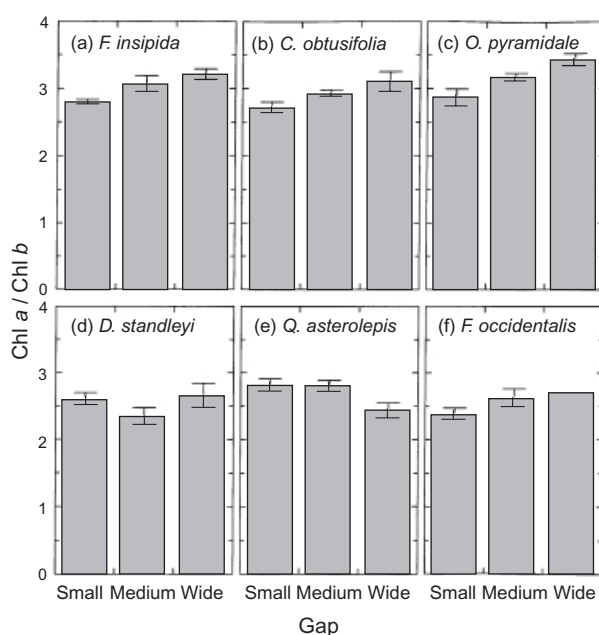 4
(a) F. insipida
(b) C. obtusifolia
(c) O. pyramidale
3
2
1
0
Chl a / Chl b
4
(d) D. standleyi
(e) Q. asterolepis
(f) F. occidentalis
3
2
1
0
Small Medium Wide
Small Medium Wide
Small Medium Wide
Gap